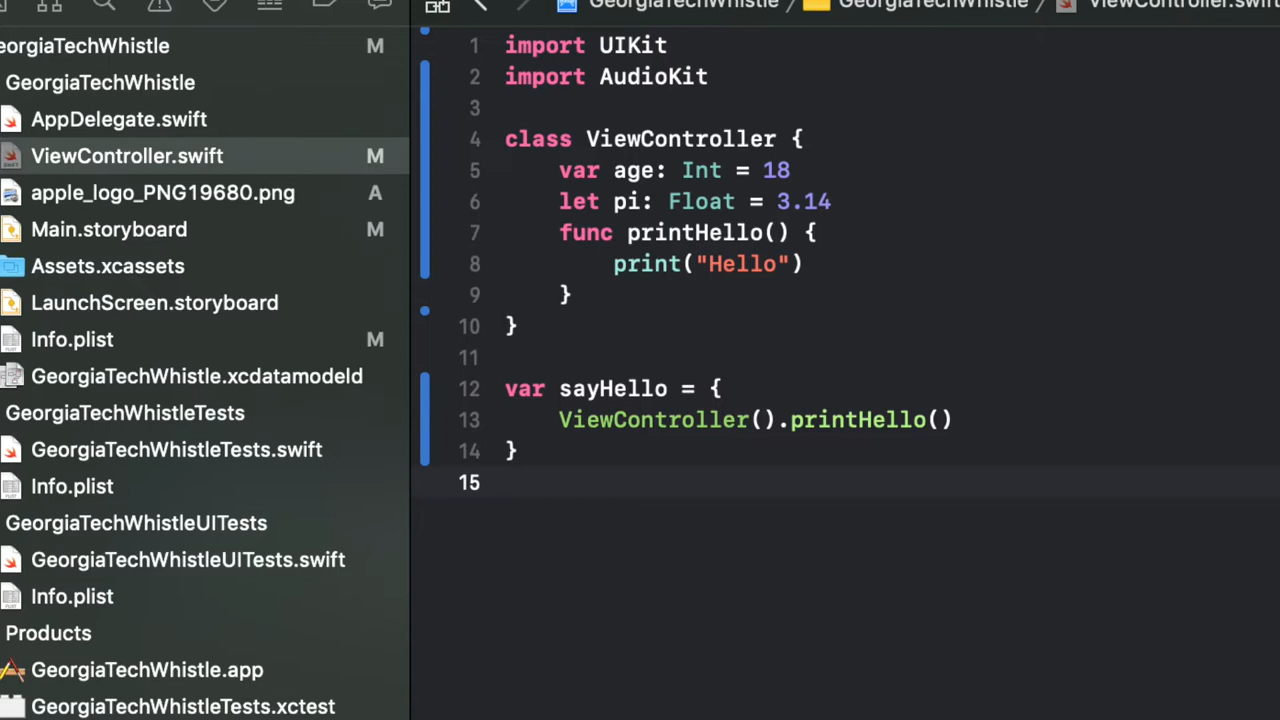 GeorgiaTechWhistle / GeorgiaTechWhistle / ViewController.swift
eorgiaTechWhistle M
GeorgiaTechWhistle
AppDelegate.swift
ViewController.swift M
apple_logo_PNG19680.png A
Main.storyboard M
Assets.xcassets
LaunchScreen.storyboard
Info.plist M
GeorgiaTechWhistle.xcdatamodeld
GeorgiaTechWhistleTests
GeorgiaTechWhistleTests.swift
Info.plist
GeorgiaTechWhistleUITests
GeorgiaTechWhistleUITests.swift
Info.plist
Products
GeorgiaTechWhistle.app
GeorgiaTechWhistleTests.xctest
1 import UIKit
2 import AudioKit
3
4 class ViewController {
5 var age: Int = 18
6 let pi: Float = 3.14
7 func printHello() {
8 print("Hello")
9 }
10 }
11
12 var sayHello = {
13 ViewController().printHello()
14 }
15